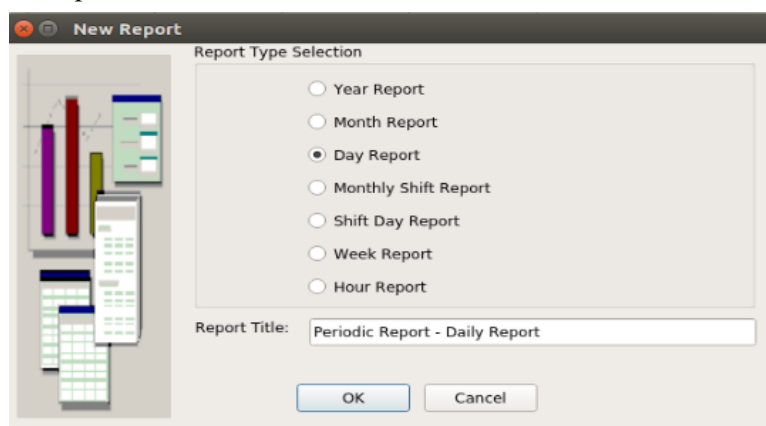 New Report
Report Type Selection
Year Report
Month Report
Day Report
Monthly Shift Report
Shift Day Report
Week Report
Hour Report
Report Title: Periodic Report - Daily Report
OK Cancel